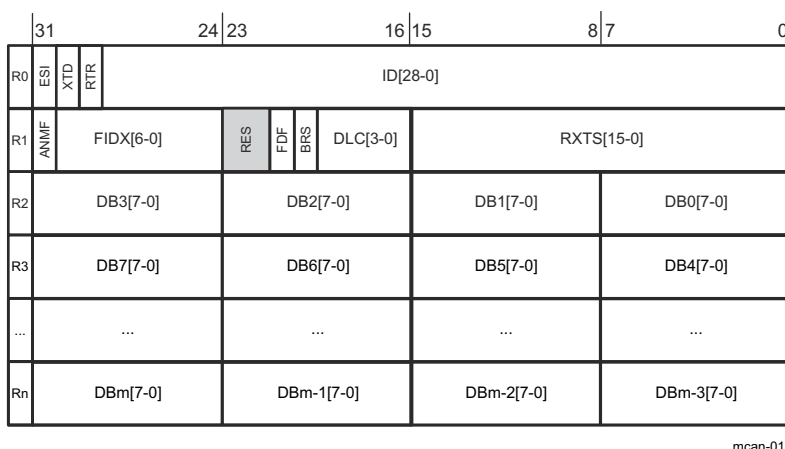 31 24 23 16 15 8 7 0
R0 ESI XTD RTR ID[28-0]
R1 ANMF FIDX[6-0] RES FDF BRS DLC[3-0] RXTS[15-0]
R2 DB3[7-0] DB2[7-0] DB1[7-0] DB0[7-0]
R3 DB7[7-0] DB6[7-0] DB5[7-0] DB4[7-0]
... ... ... ... ...
Rn DBm[7-0] DBm-1[7-0] DBm-2[7-0] DBm-3[7-0]
mcan-01